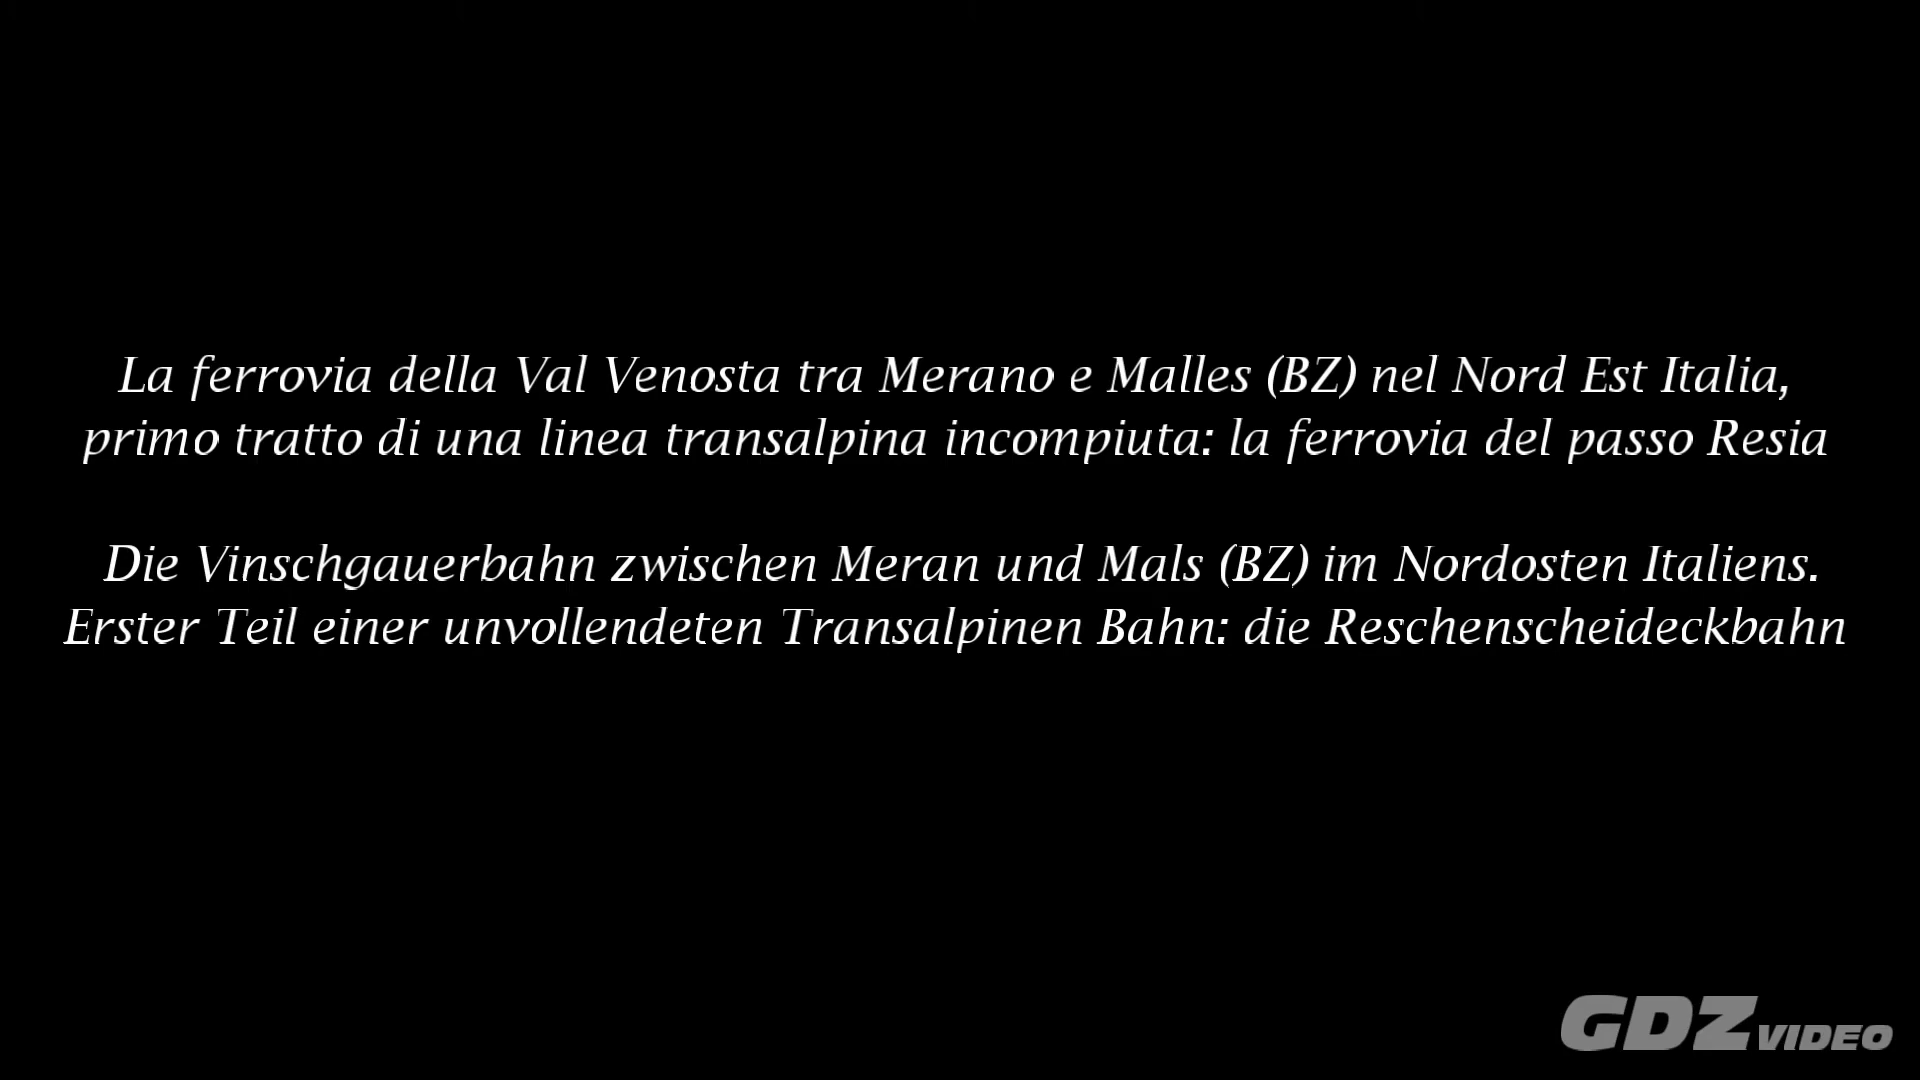 La ferrovia della Val Venosta tra Merano e Malles (BZ) nel Nord Est Italia,
primo tratto di una linea transalpina incompiuta: la ferrovia del passo Resia
Die Vinschgauerbahn zwischen Meran und Mals (BZ) im Nordosten Italiens.
Erster Teil einer unvollendeten Transalpinen Bahn: die Reschenscheideckbahn
GDZ VIDEO